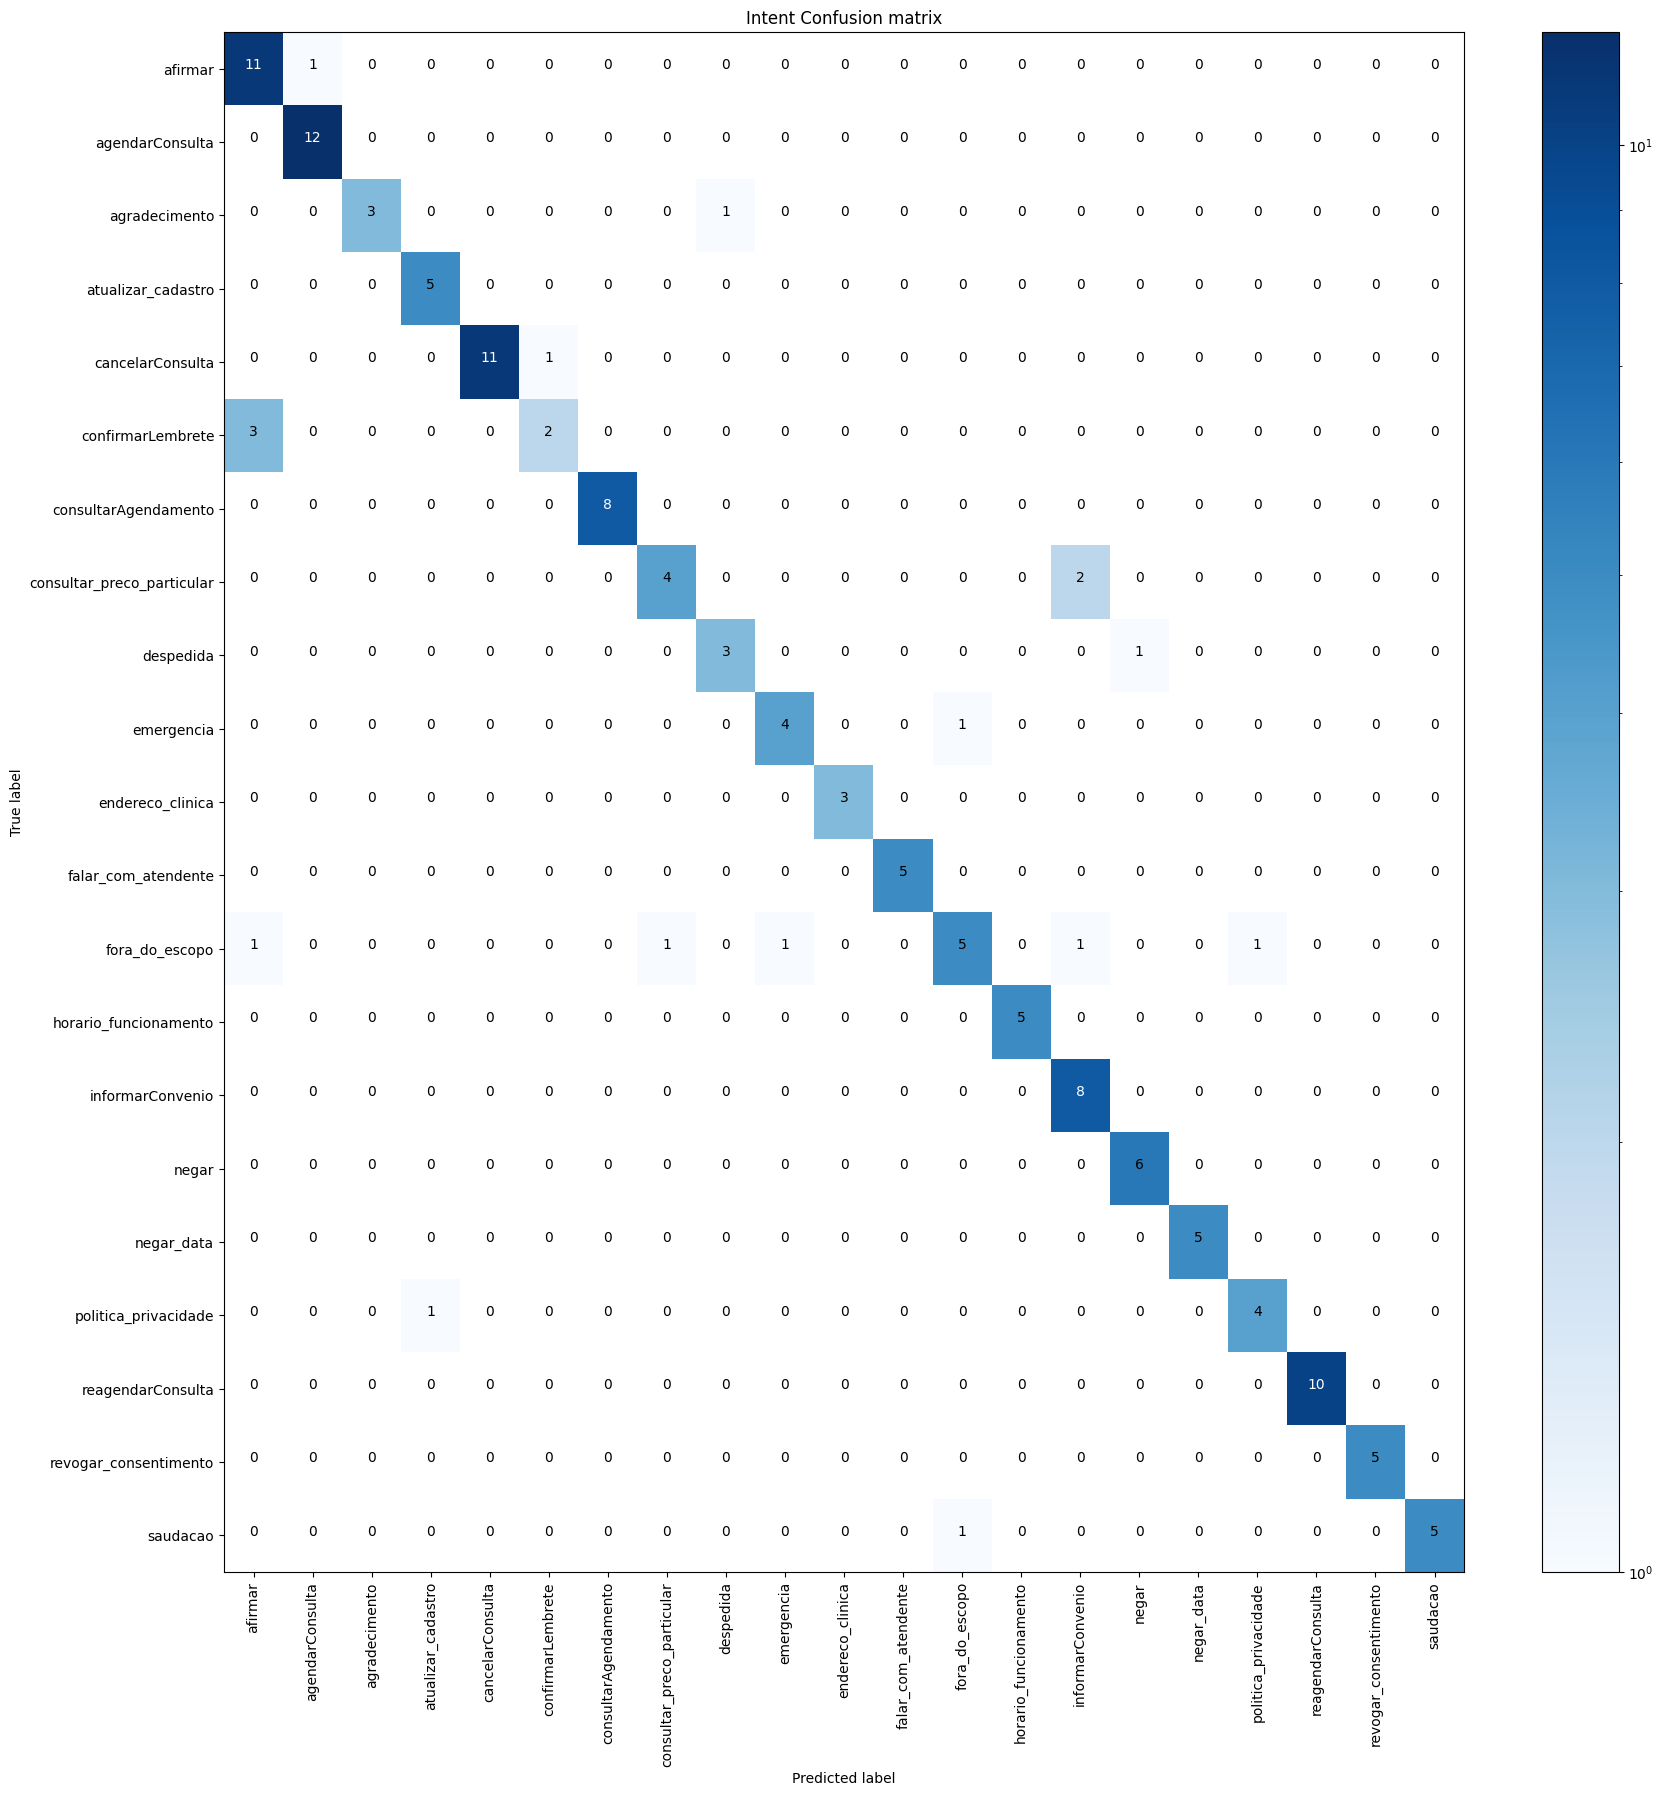 Intent Confusion matrix
afirmar 11 1 0 0 0 0 0 0 0 0 0 0 0 0 0 0 0 0 0 0 0
agendarConsulta 0 12 0 0 0 0 0 0 0 0 0 0 0 0 0 0 0 0 0 0 0
agradecimento 0 0 3 0 0 0 0 0 1 0 0 0 0 0 0 0 0 0 0 0 0
atualizar_cadastro 0 0 0 5 0 0 0 0 0 0 0 0 0 0 0 0 0 0 0 0 0
cancelarConsulta 0 0 0 0 11 1 0 0 0 0 0 0 0 0 0 0 0 0 0 0 0
confirmarLembrete 3 0 0 0 0 2 0 0 0 0 0 0 0 0 0 0 0 0 0 0 0
consultarAgendamento 0 0 0 0 0 0 8 0 0 0 0 0 0 0 0 0 0 0 0 0 0
consultar_preco_particular 0 0 0 0 0 0 0 4 0 0 0 0 0 0 2 0 0 0 0 0 0
despedida 0 0 0 0 0 0 0 0 3 0 0 0 0 0 0 1 0 0 0 0 0
emergencia 0 0 0 0 0 0 0 0 0 4 0 0 1 0 0 0 0 0 0 0 0
endereco_clinica 0 0 0 0 0 0 0 0 0 0 3 0 0 0 0 0 0 0 0 0 0
falar_com_atendente 0 0 0 0 0 0 0 0 0 0 0 5 0 0 0 0 0 0 0 0 0
fora_do_escopo 1 0 0 0 0 0 0 1 0 1 0 0 5 0 1 0 0 1 0 0 0
horario_funcionamento 0 0 0 0 0 0 0 0 0 0 0 0 0 5 0 0 0 0 0 0 0
informarConvenio 0 0 0 0 0 0 0 0 0 0 0 0 0 0 8 0 0 0 0 0 0
negar 0 0 0 0 0 0 0 0 0 0 0 0 0 0 0 6 0 0 0 0 0
negar_data 0 0 0 0 0 0 0 0 0 0 0 0 0 0 0 0 5 0 0 0 0
politica_privacidade 0 0 0 1 0 0 0 0 0 0 0 0 0 0 0 0 0 4 0 0 0
reagendarConsulta 0 0 0 0 0 0 0 0 0 0 0 0 0 0 0 0 0 0 10 0 0
revogar_consentimento 0 0 0 0 0 0 0 0 0 0 0 0 0 0 0 0 0 0 0 5 0
saudacao 0 0 0 0 0 0 0 0 0 0 0 0 1 0 0 0 0 0 0 0 5
True label
afirmar
agendarConsulta
agradecimento
atualizar_cadastro
cancelarConsulta
confirmarLembrete
consultarAgendamento
consultar_preco_particular
despedida
emergencia
endereco_clinica
falar_com_atendente
fora_do_escopo
horario_funcionamento
informarConvenio
negar
negar_data
politica_privacidade
reagendarConsulta
revogar_consentimento
saudacao
Predicted label
10¹
10⁰